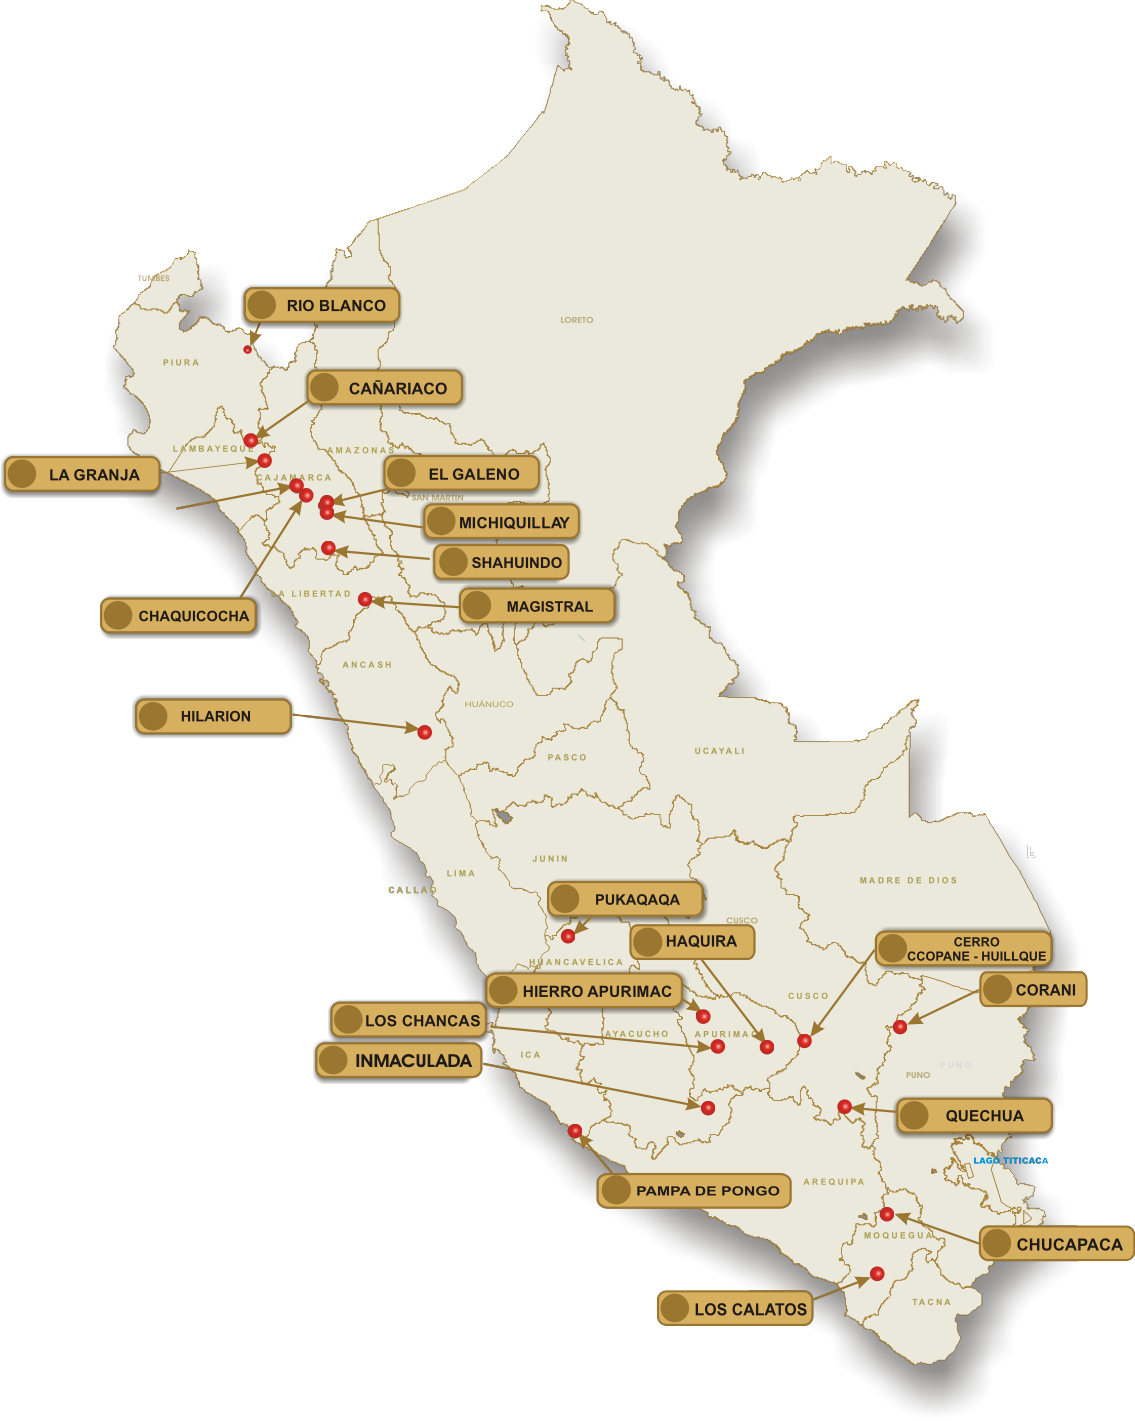 TUMBES
RIO BLANCO
LORETO
PIURA
CAÑARIACO
LAMBAYEQUE
AMAZONAS
LA GRANJA
CAJAMARCA
EL GALENO
SAN MARTIN
MICHIQUILLAY
SHAHUINDO
LA LIBERTAD
MAGISTRAL
CHAQUICOCHA
ANCASH
HUÁNUCO
HILARION
UCAYALI
PASCO
JUNIN
LIMA
MADRE DE DIOS
CALLAO
PUKAQAQA
CUSCO
HAQUIRA
CERRO
CCOPANE - HUILLQUE
HUANCAVELICA
HIERRO APURIMAC
CUSCO
CORANI
LOS CHANCAS
AYACUCHO
APURIMAC
ICA
INMACULADA
PUNO
PUNO
QUECHUA
LAGO TITICACA
AREQUIPA
PAMPA DE PONGO
MOQUEGUA
CHUCAPACA
LOS CALATOS
TACNA